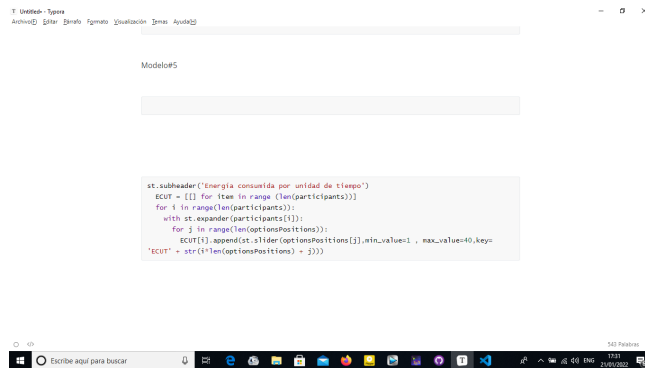 Untitled• - Typora
Archivo(F) Editar Párrafo Formato Visualización Temas Ayuda(H)
Modelo#5
st.subheader('Energia consumida por unidad de tiempo')
ECUT = [[] for item in range (len(participants))]
for i in range(len(participants)):
with st.expander(participants[i]):
for j in range(len(optionsPositions)):
ECUT[i].append(st.slider(optionsPositions[j],min_value=1 , max_value=40,key=
'ECUT' + str(i*len(optionsPositions) + j)))
543 Palabras
Escribe aquí para buscar
ENG
17:31
21/01/2022